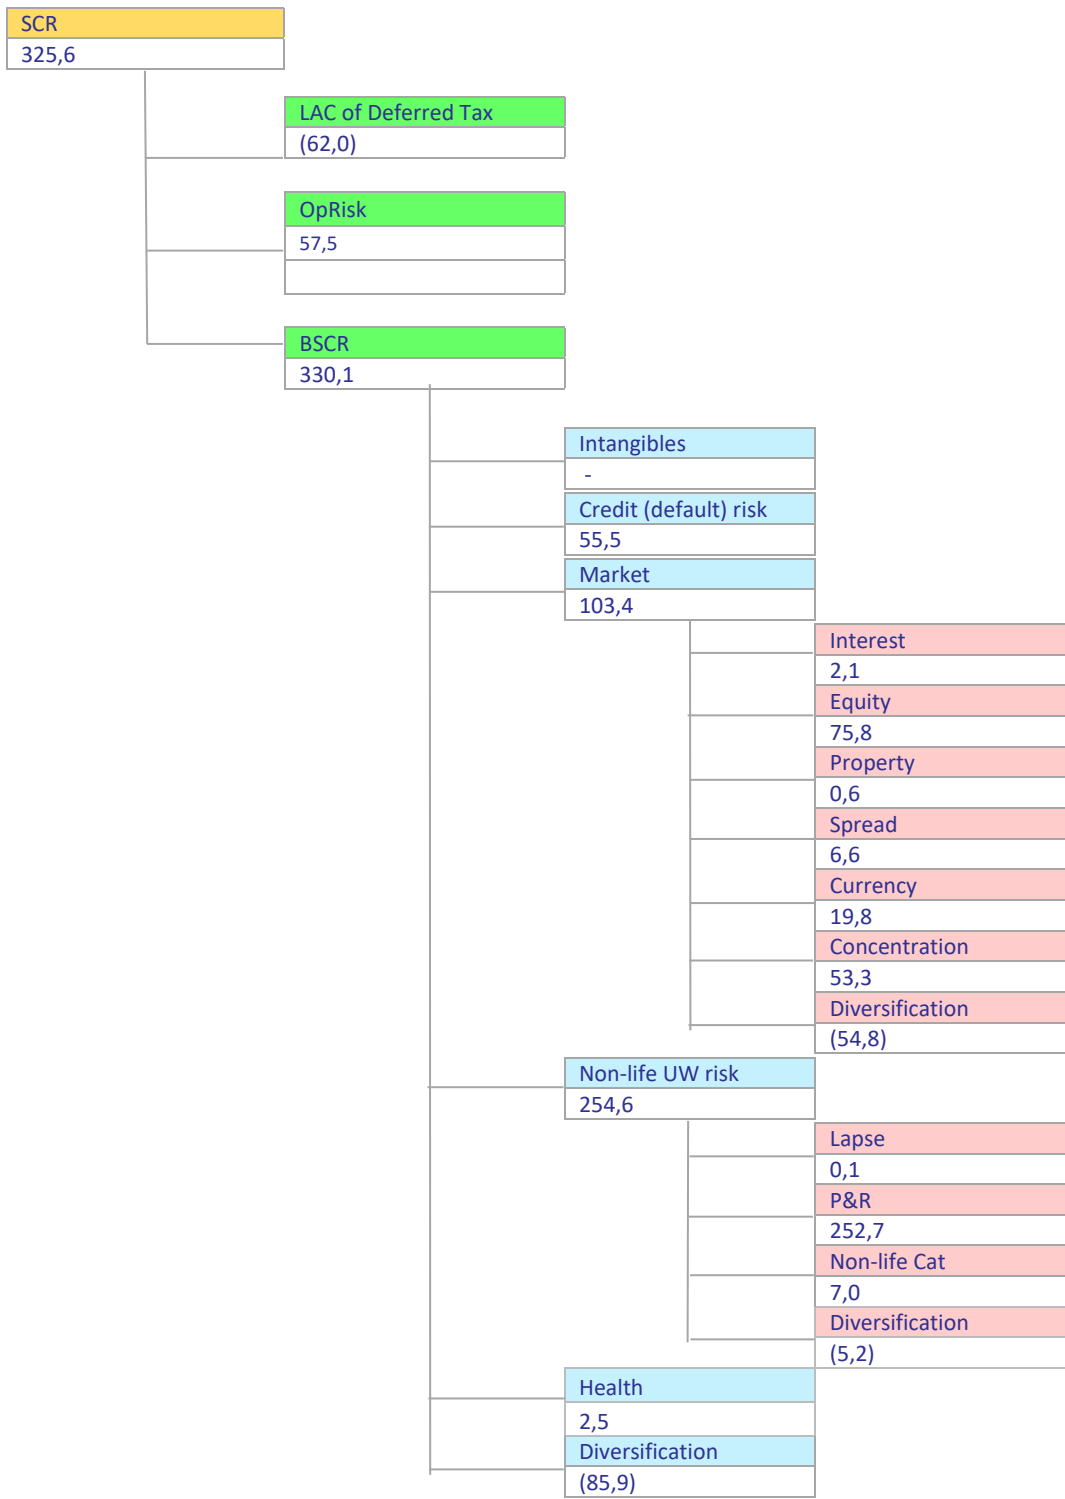 SCR
325,6
LAC of Deferred Tax
(62,0)
OpRisk
57,5
BSCR
330,1
Intangibles
-
Credit (default) risk
55,5
Market
103,4
Interest
2,1
Equity
75,8
Property
0,6
Spread
6,6
Currency
19,8
Concentration
53,3
Diversification
(54,8)
Non-life UW risk
254,6
Lapse
0,1
P&R
252,7
Non-life Cat
7,0
Diversification
(5,2)
Health
2,5
Diversification
(85,9)